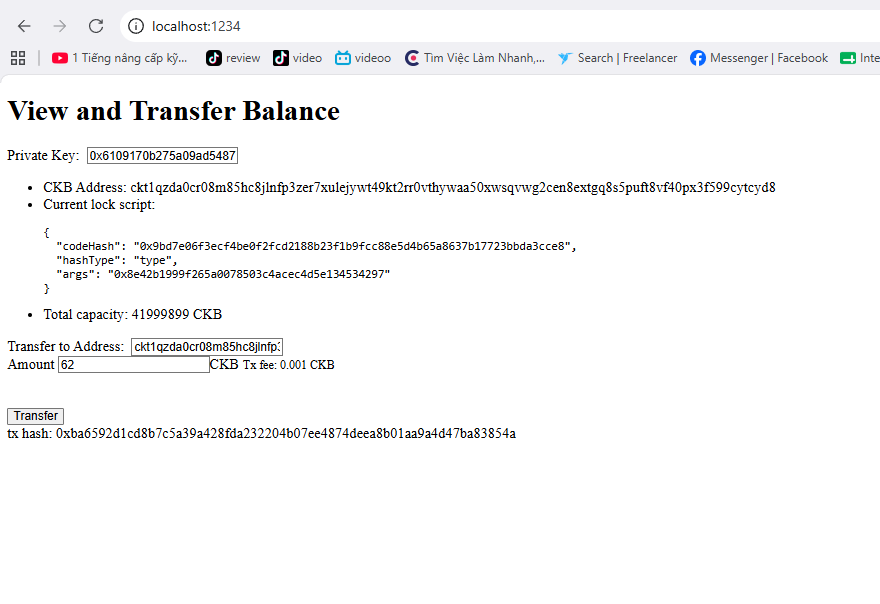 localhost:1234
1 Tiếng nâng cấp kỹ... review video videoo Tìm Việc Làm Nhanh,... Search | Freelancer Messenger | Facebook Inte
View and Transfer Balance
Private Key: 0x6109170b275a09ad5487
• CKB Address: ckt1qzda0cr08m85hc8jlnfp3zer7xulejywt49kt2rr0vthywaa50xwsqvwg2cen8extgq8s5puft8vf40px3f599cytcyd8
• Current lock script:
{
"codeHash": "0x9bd7e06f3ecf4be0f2fcd2188b23f1b9fcc88e5d4b65a8637b17723bbda3cce8",
"hashType": "type",
"args": "0x8e42b1999f265a0078503c4acec4d5e134534297"
}
• Total capacity: 41999899 CKB
Transfer to Address: ckt1qzda0cr08m85hc8jlnfp3
Amount 62 CKB Tx fee: 0.001 CKB
Transfer
tx hash: 0xba6592d1cd8b7c5a39a428fda232204b07ee4874deea8b01aa9a4d47ba83854a